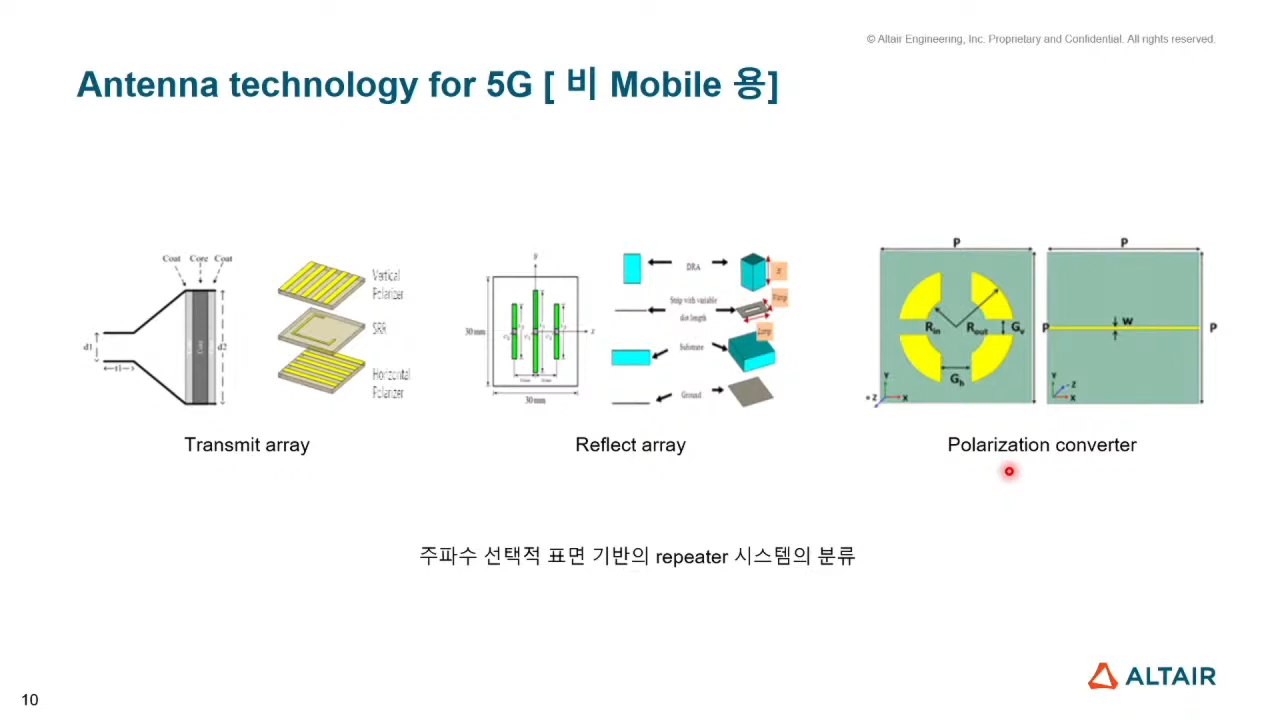 © Altair Engineering, Inc. Proprietary and Confidential. All rights reserved.
Antenna technology for 5G [ 비 Mobile 용]
Coat Core Coat
d1
d2
Core
Vertical
Polarizer
SRR
Horizontal
Polarizer
Transmit array
30 mm
30 mm
DRA
Strip with variable
slot length
Substrate
Ground
Reflect array
P
P
Rin
Rout
Gv
Gh
P
W
P
Y
X
Z
Y
Z
X
Polarization converter
주파수 선택적 표면 기반의 repeater 시스템의 분류
ALTAIR
10